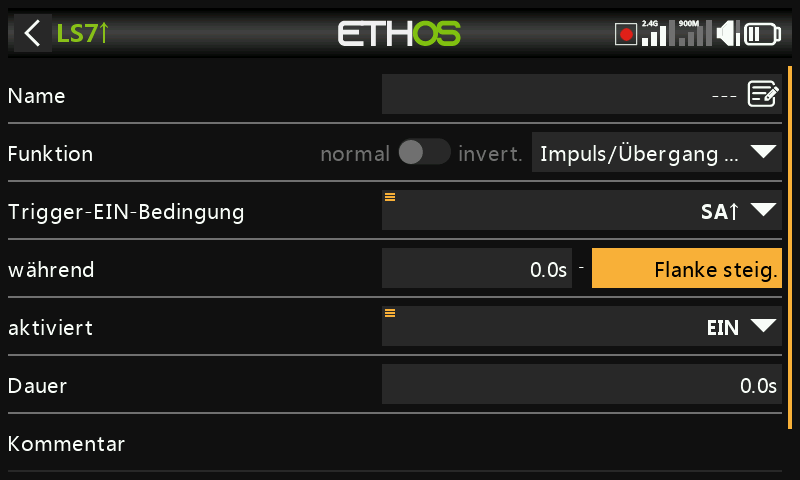 LS7↑ ETHOS 2.4G 900M
Name ---
Funktion normal invert. Impuls/Übergang ...
Trigger-EIN-Bedingung SA↑
während 0.0s - Flanke steig.
aktiviert EIN
Dauer 0.0s
Kommentar